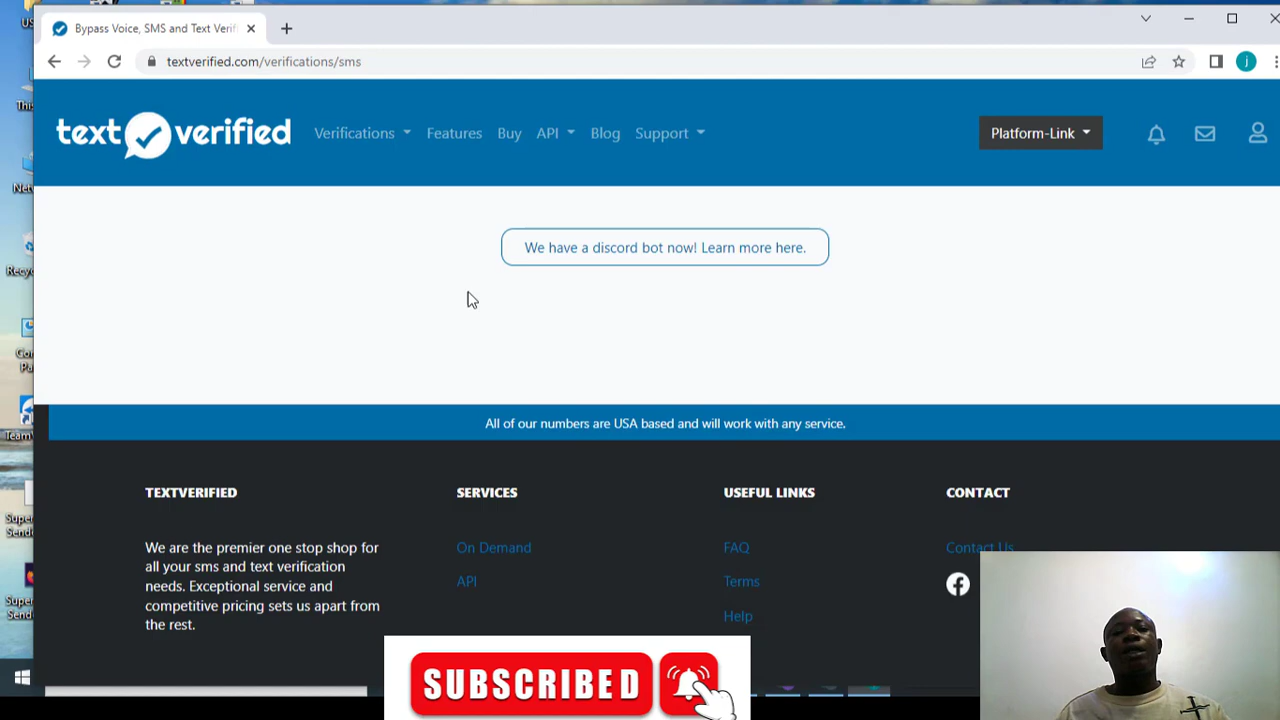 Bypass Voice, SMS and Text Verifi
textverified.com/verifications/sms
j
text verified
Verifications
Features
Buy
API
Blog
Support
Platform-Link
We have a discord bot now! Learn more here.
All of our numbers are USA based and will work with any service.
TEXTVERIFIED
We are the premier one stop shop for
all your sms and text verification
needs. Exceptional service and
competitive pricing sets us apart from
the rest.
SERVICES
On Demand
API
USEFUL LINKS
FAQ
Terms
Help
CONTACT
Contact Us
SUBSCRIBED